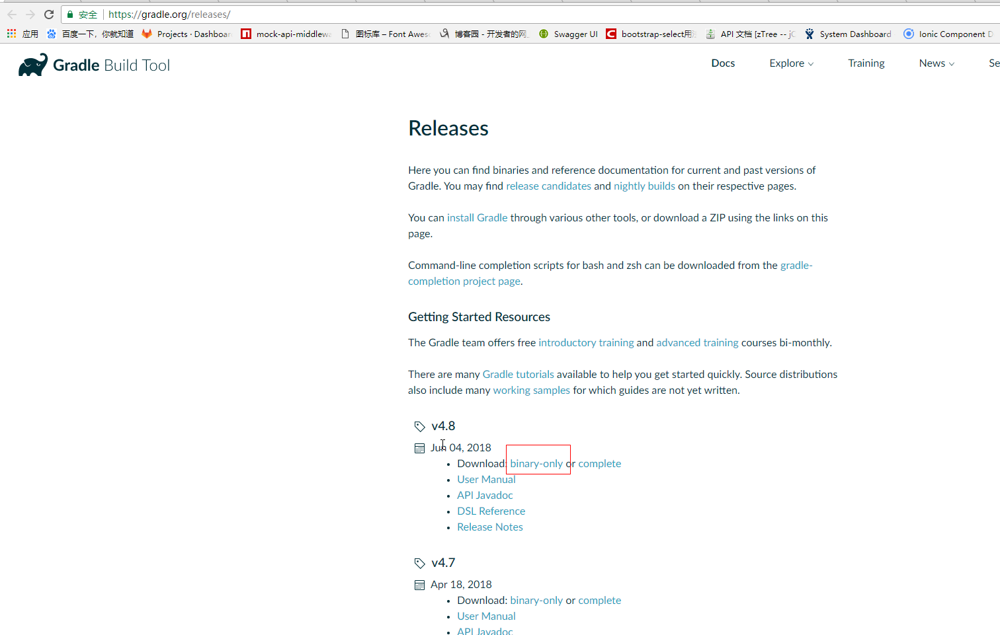 安全 https://gradle.org/releases/
应用 百度一下，你就知道 Projects · Dashboar mock-api-middlew 图标库 – Font Aweso 博客园 - 开发者的网 Swagger UI bootstrap-select用 API 文档 [zTree -- jC System Dashboard Ionic Component D
Gradle Build Tool Docs Explore Training News Se
Releases
Here you can find binaries and reference documentation for current and past versions of
Gradle. You may find release candidates and nightly builds on their respective pages.
You can install Gradle through various other tools, or download a ZIP using the links on this
page.
Command-line completion scripts for bash and zsh can be downloaded from the gradle-
completion project page.
Getting Started Resources
The Gradle team offers free introductory training and advanced training courses bi-monthly.
There are many Gradle tutorials available to help you get started quickly. Source distributions
also include many working samples for which guides are not yet written.
v4.8
Jun 04, 2018
• Download: binary-only or complete
• User Manual
• API Javadoc
• DSL Reference
• Release Notes
v4.7
Apr 18, 2018
• Download: binary-only or complete
• User Manual
• API Javadoc